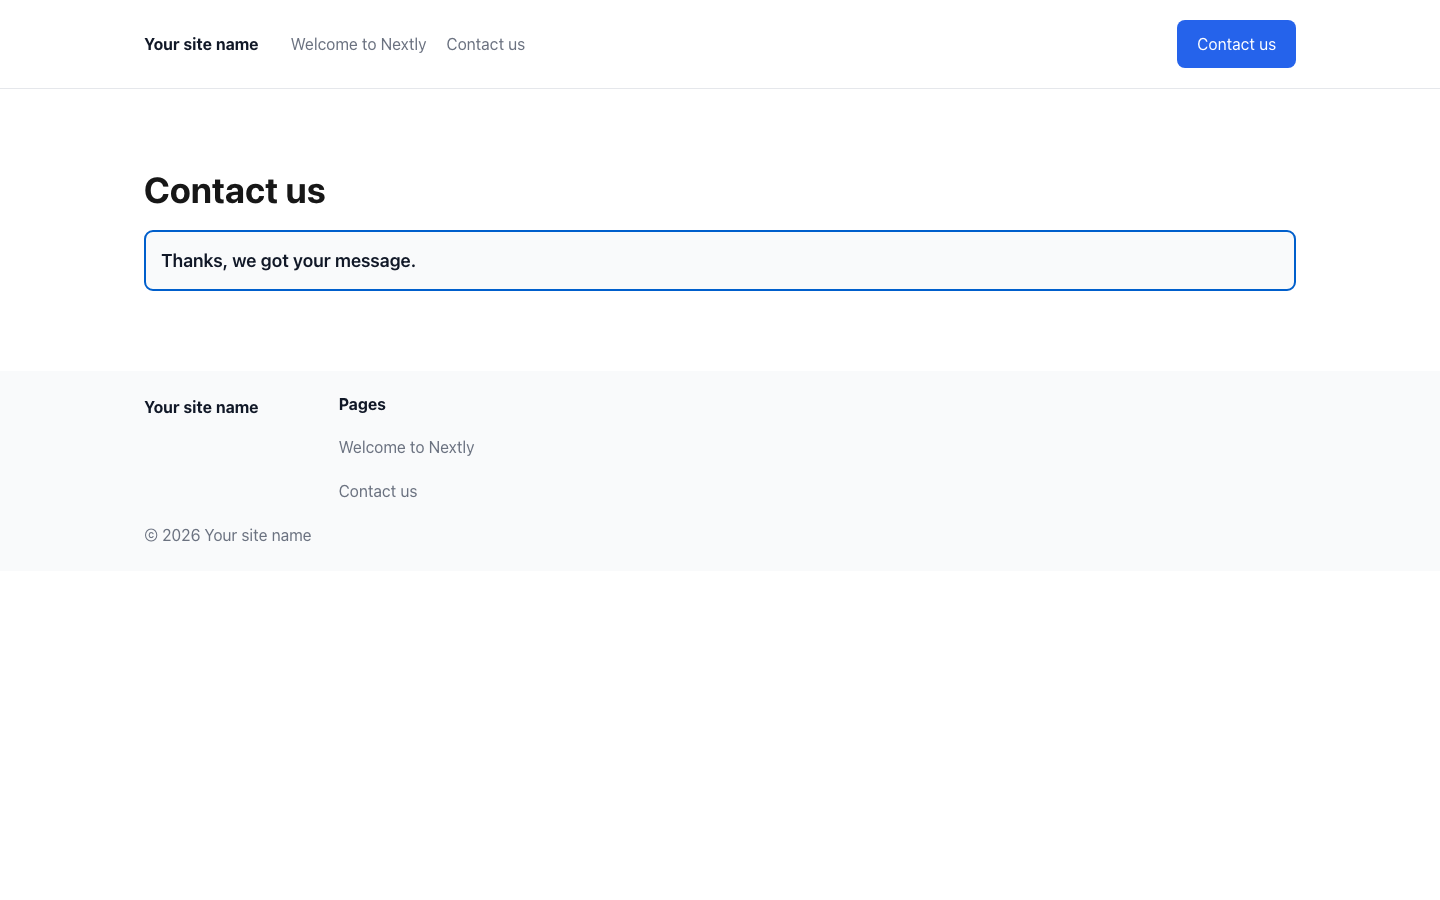 Your site name Welcome to Nextly Contact us Contact us
Contact us
Thanks, we got your message.
Your site name
Pages
Welcome to Nextly
Contact us
© 2026 Your site name